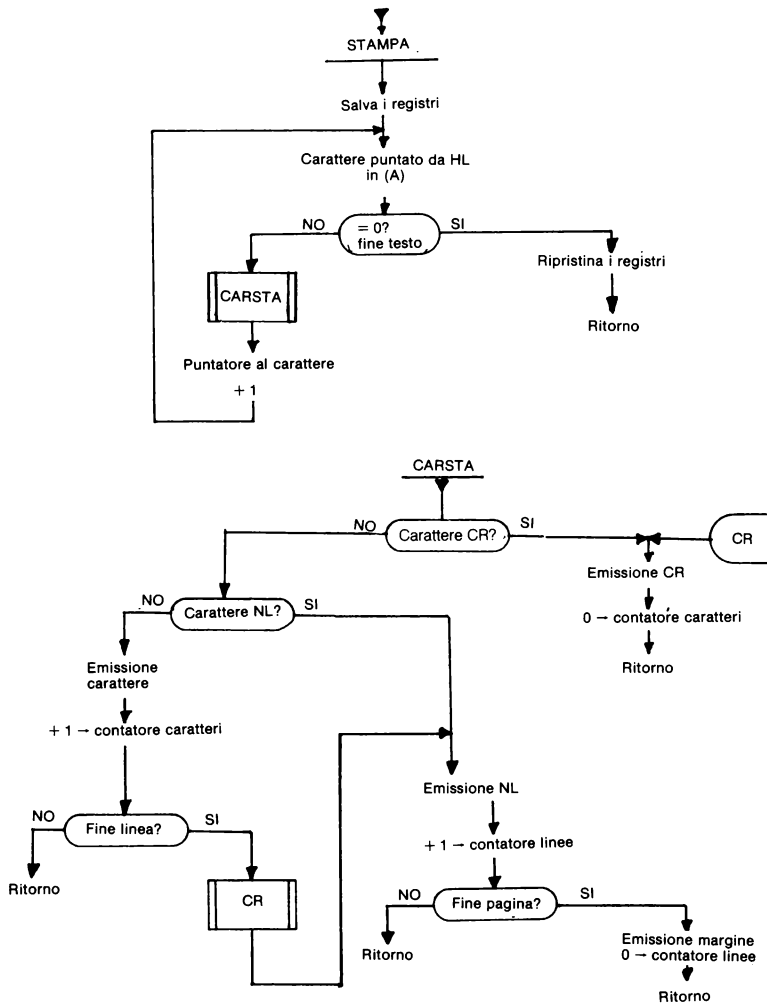 STAMPA
Salva i registri
Carattere puntato da HL
in (A)
NO
= 0?
fine testo
SI
CARSTA
Ripristina i registri
Ritorno
Puntatore al carattere
+ 1
CARSTA
NO
Carattere CR?
SI
CR
Emissione CR
0 → contatore caratteri
Ritorno
NO
Carattere NL?
SI
Emissione
carattere
+ 1 → contatore caratteri
NO
Fine linea?
SI
Ritorno
CR
Emissione NL
+ 1 → contatore linee
NO
Fine pagina?
SI
Ritorno
Emissione margine
0 → contatore linee
Ritorno